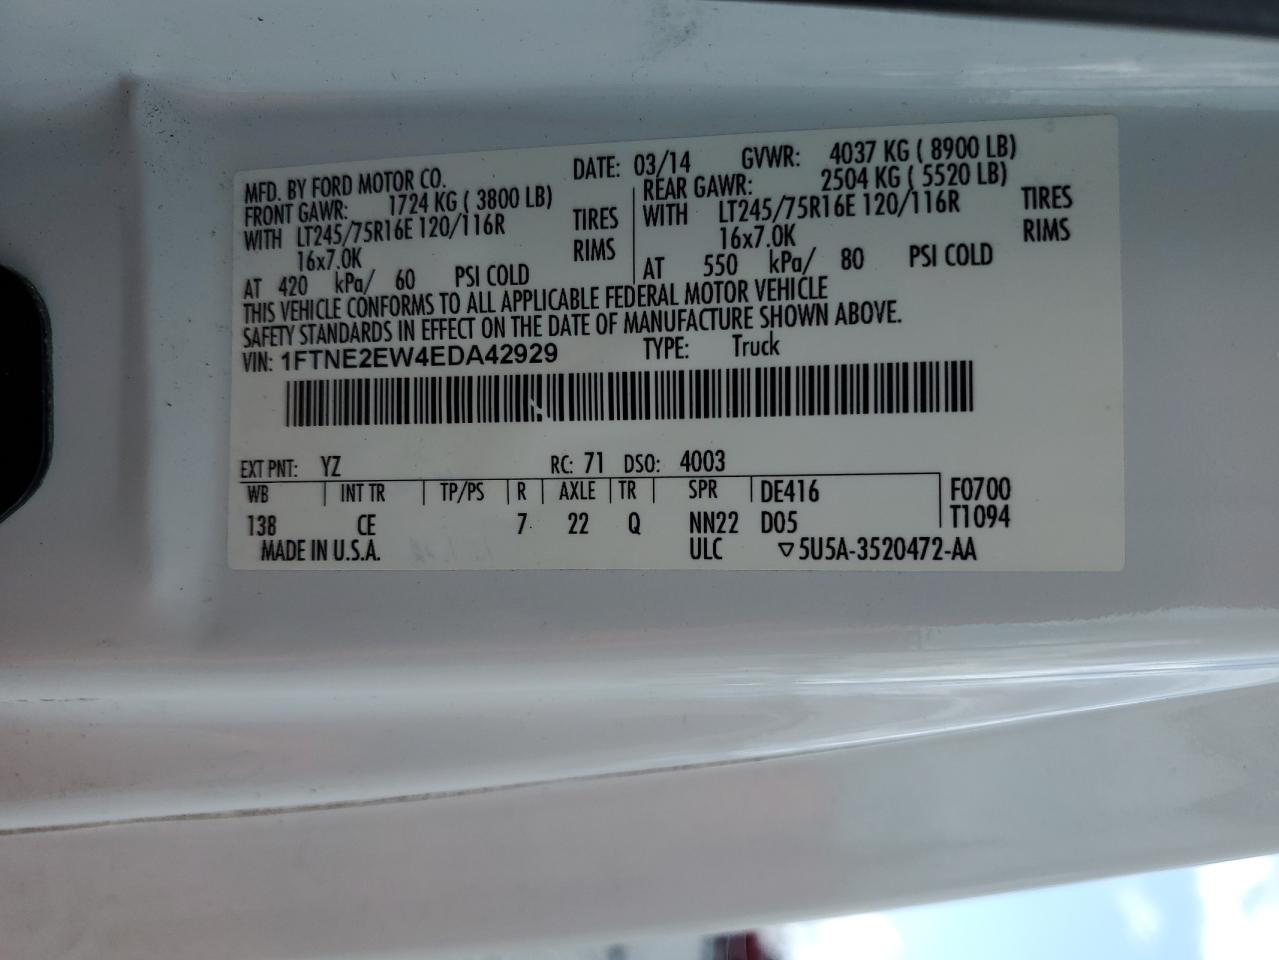 MFD. BY FORD MOTOR CO. DATE: 03/14 GVWR: 4037 KG ( 8900 LB)
FRONT GAWR: 1724 KG ( 3800 LB) REAR GAWR: 2504 KG ( 5520 LB)
WITH LT245/75R16E 120/116R TIRES WITH LT245/75R16E 120/116R TIRES
16x7.0K RIMS 16x7.0K RIMS
AT 420 kPa/ 60 PSI COLD AT 550 kPa/ 80 PSI COLD
THIS VEHICLE CONFORMS TO ALL APPLICABLE FEDERAL MOTOR VEHICLE
SAFETY STANDARDS IN EFFECT ON THE DATE OF MANUFACTURE SHOWN ABOVE.
VIN: 1FTNE2EW4EDA42929 TYPE: Truck
EXT PNT: YZ RC: 71 DSO: 4003
WB INT TR TP/PS R AXLE TR SPR DE416 F0700
138 CE 7 22 Q NN22 D05 T1094
MADE IN U.S.A. ULC ▽5U5A-3520472-AA